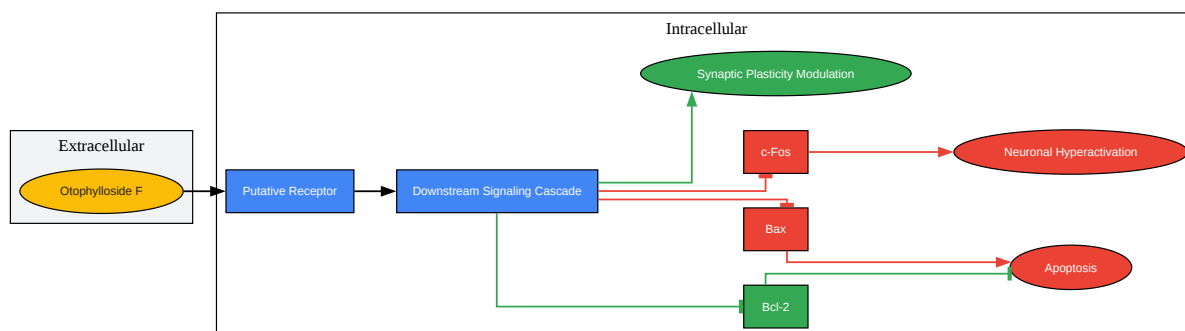 Intracellular
Synaptic Plasticity Modulation
Extracellular
c-Fos
Neuronal Hyperactivation
Otophylloside F
Putative Receptor
Downstream Signaling Cascade
Bax
Apoptosis
Bcl-2